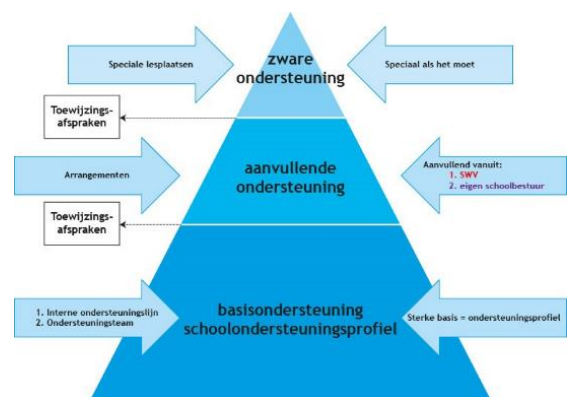 zware
ondersteuning
Speciale lesplaatsen
Speciaal als het moet
Toewijzings-
afspraken
aanvullende
ondersteuning
Arrangementen
Aanvullend vanuit:
1. SWV
2. eigen schoolbestuur
Toewijzings-
afspraken
basisondersteuning
schoolondersteuningsprofiel
1. Interne ondersteuningslijn
2. Ondersteuningsteam
Sterke basis = ondersteuningsprofiel